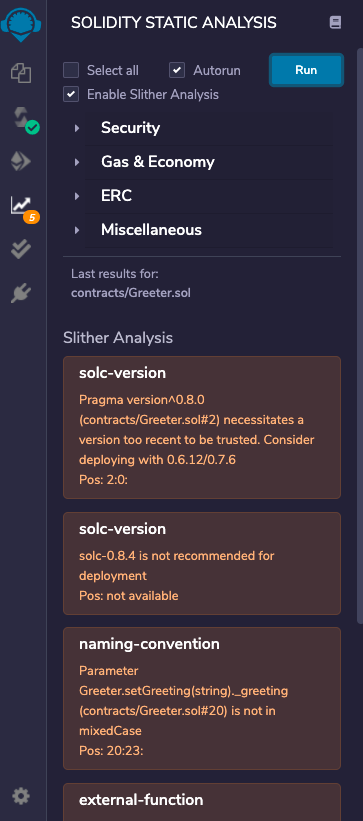 SOLIDITY STATIC ANALYSIS
Select all
Autorun
Run
Enable Slither Analysis
Security
Gas & Economy
ERC
Miscellaneous
Last results for:
contracts/Greeter.sol
5
Slither Analysis
solc-version
Pragma version^0.8.0
(contracts/Greeter.sol#2) necessitates a
version too recent to be trusted. Consider
deploying with 0.6.12/0.7.6
Pos: 2:0:
solc-version
solc-0.8.4 is not recommended for
deployment
Pos: not available
naming-convention
Parameter
Greeter.setGreeting(string)._greeting
(contracts/Greeter.sol#20) is not in
mixedCase
Pos: 20:23:
external-function